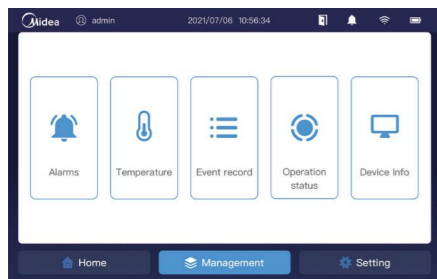 Midea admin 2021/07/06 10:56:34
Alarms Temperature Event record Operation status Device Info
Home Management Setting